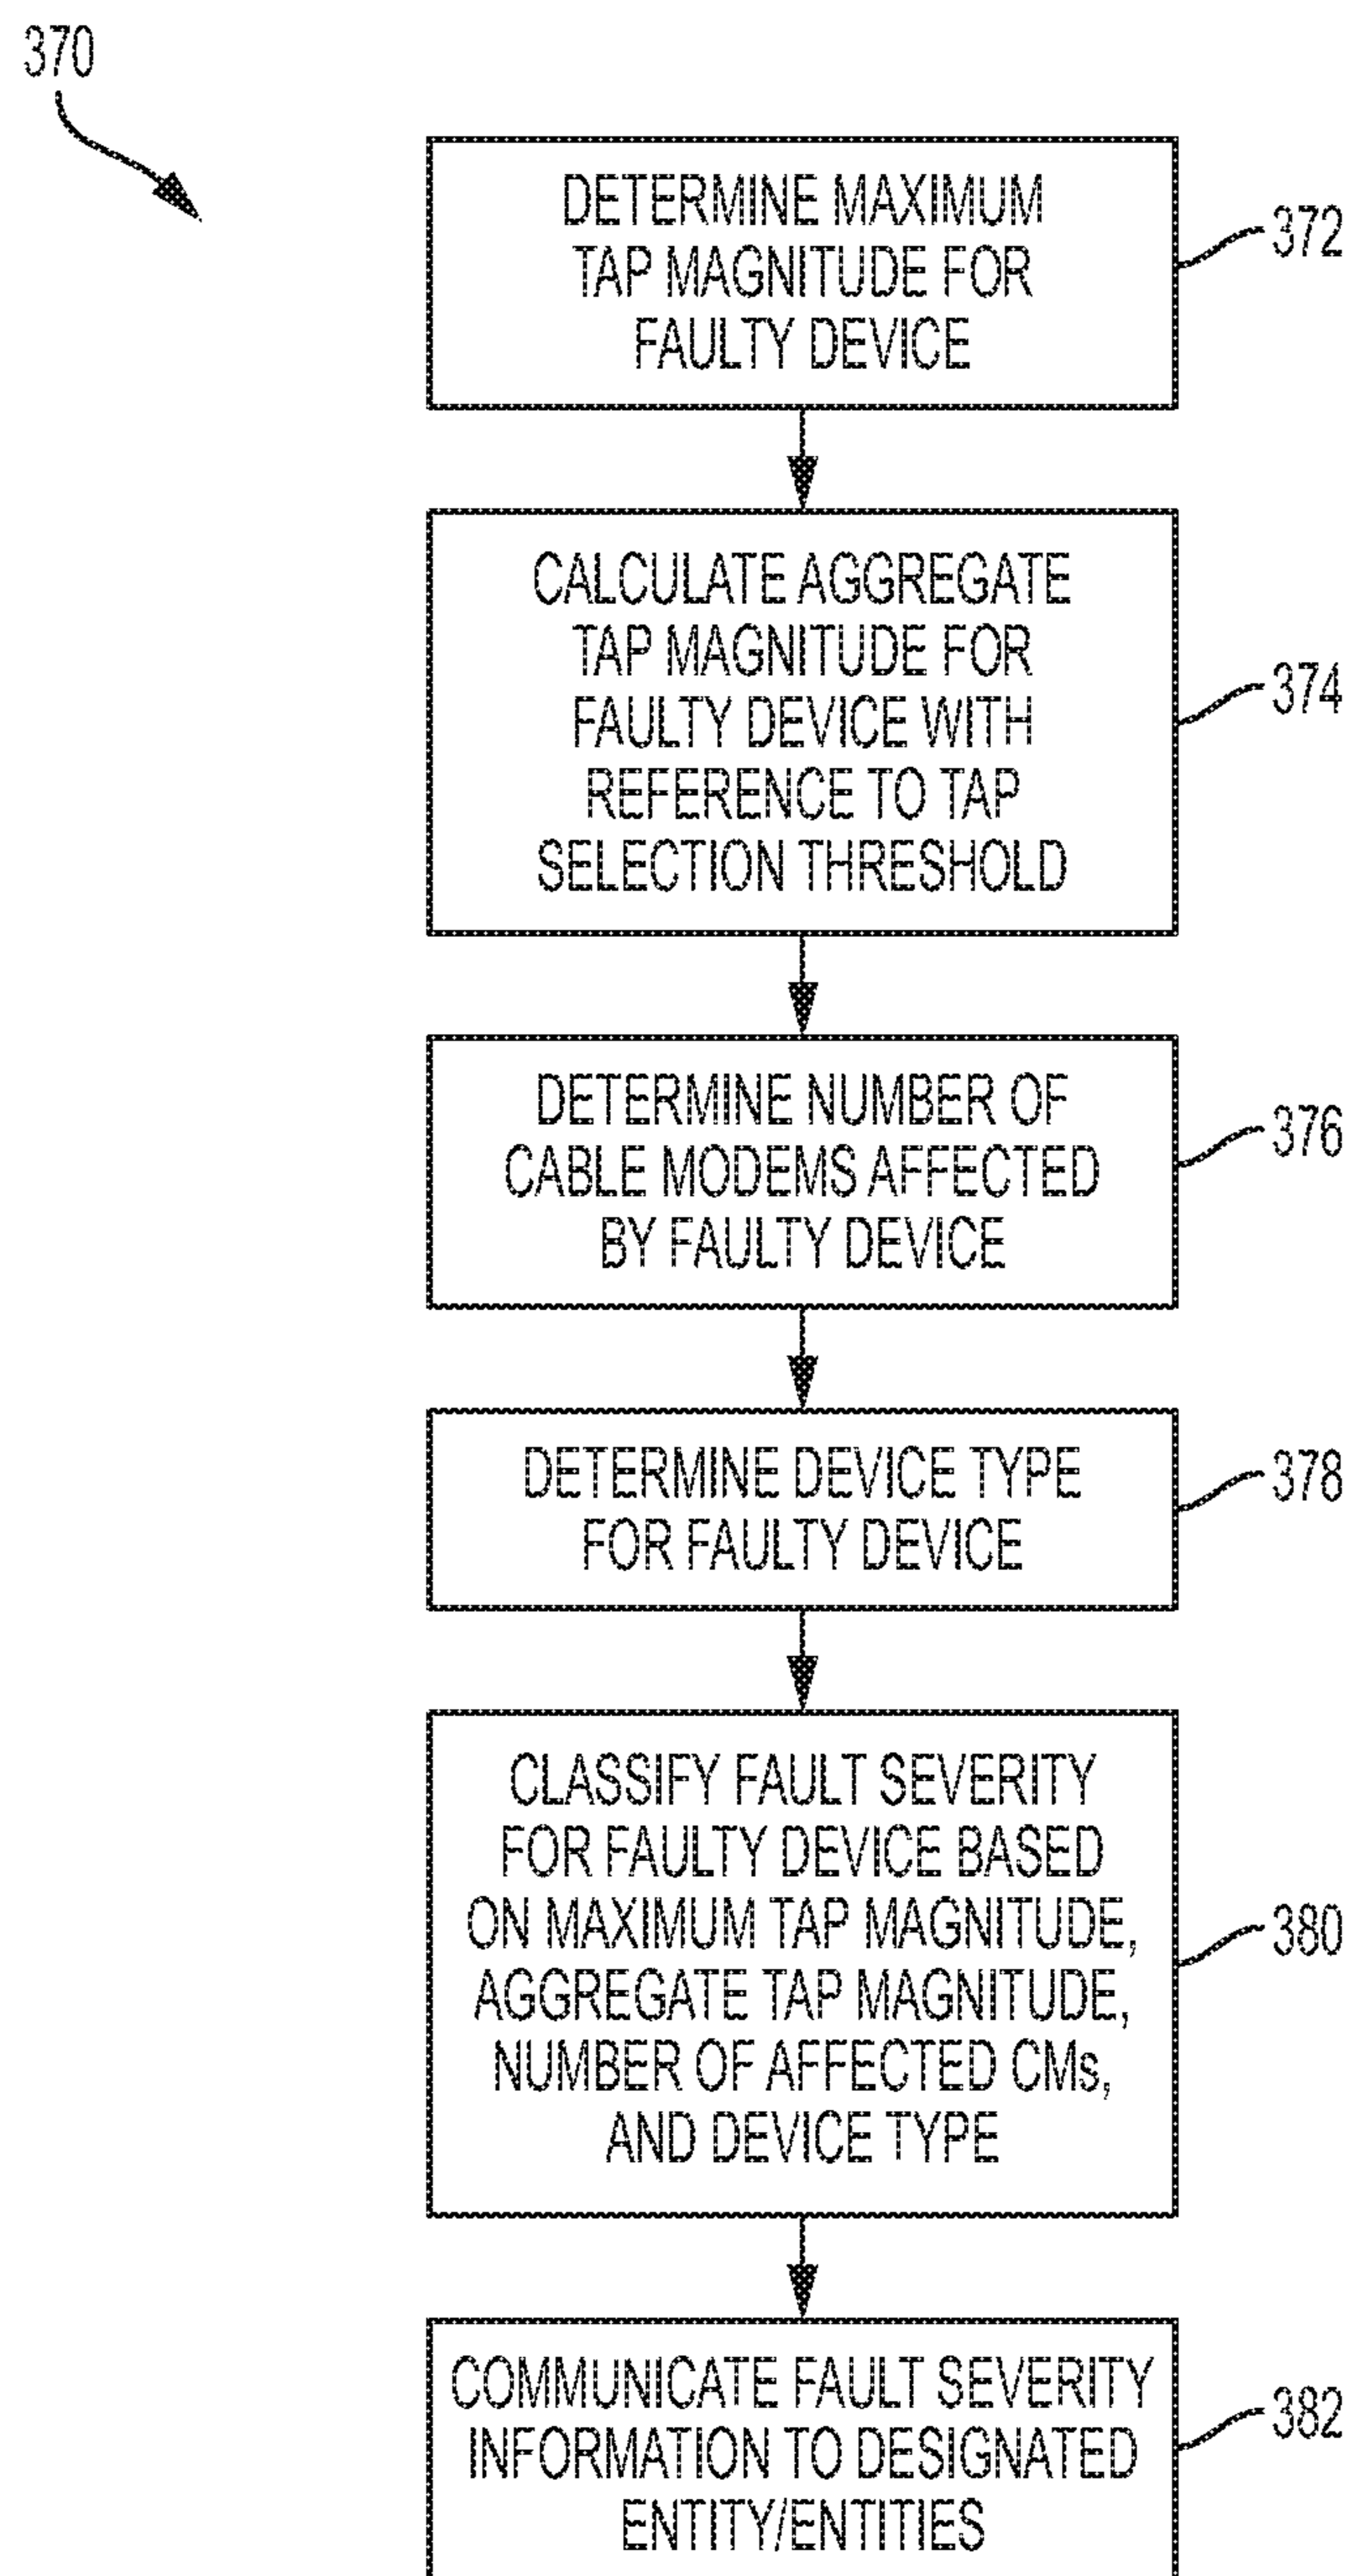 370
DETERMINE MAXIMUM
TAP MAGNITUDE FOR
FAULTY DEVICE
372
CALCULATE AGGREGATE
TAP MAGNITUDE FOR
FAULTY DEVICE WITH
REFERENCE TO TAP
SELECTION THRESHOLD
374
DETERMINE NUMBER OF
CABLE MODEMS AFFECTED
BY FAULTY DEVICE
376
DETERMINE DEVICE TYPE
FOR FAULTY DEVICE
378
CLASSIFY FAULT SEVERITY
FOR FAULTY DEVICE BASED
ON MAXIMUM TAP MAGNITUDE,
AGGREGATE TAP MAGNITUDE,
NUMBER OF AFFECTED CMs,
AND DEVICE TYPE
380
COMMUNICATE FAULT SEVERITY
INFORMATION TO DESIGNATED
ENTITY/ENTITIES
382